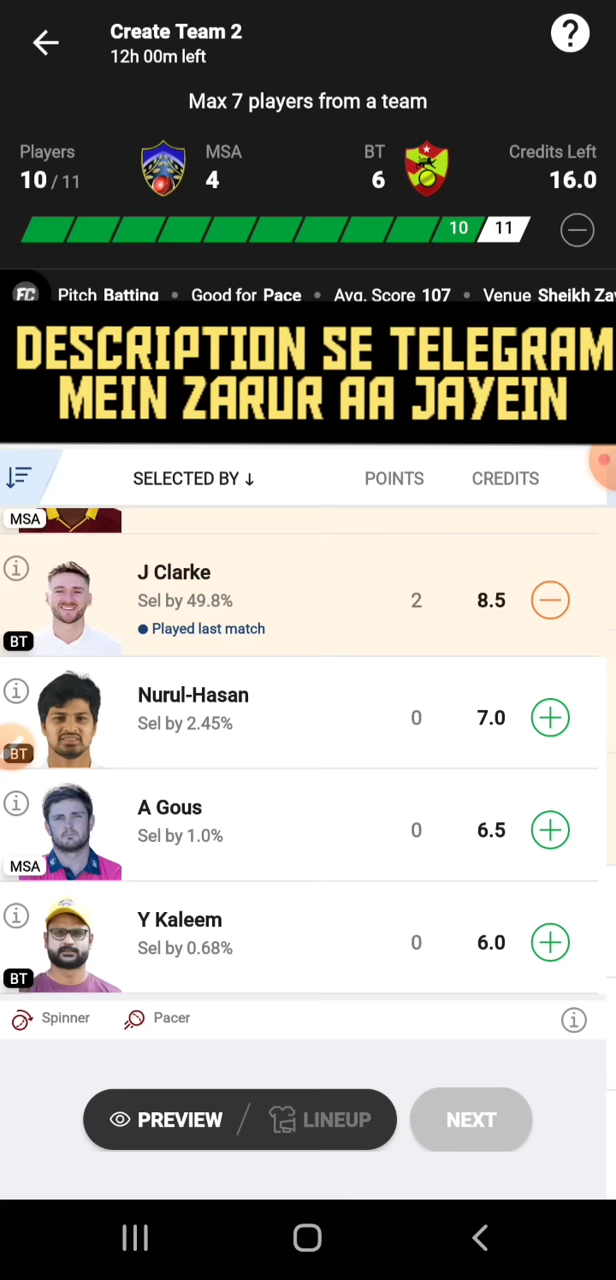 Create Team 2
12h 00m left
?
Max 7 players from a team
Players
10 / 11
MSA
4
BT
6
Credits Left
16.0
10
11
FC Pitch Batting • Good for Pace • Avg. Score 107 • Venue Sheikh Za
DESCRIPTION SE TELEGRAM
MEIN ZARUR AA JAYEIN
SELECTED BY ↓ POINTS CREDITS
MSA
J Clarke
Sel by 49.8% 2 8.5
Played last match
BT
Nurul-Hasan
Sel by 2.45% 0 7.0
BT
A Gous
Sel by 1.0% 0 6.5
MSA
Y Kaleem
Sel by 0.68% 0 6.0
BT
Spinner Pacer
PREVIEW / LINEUP NEXT